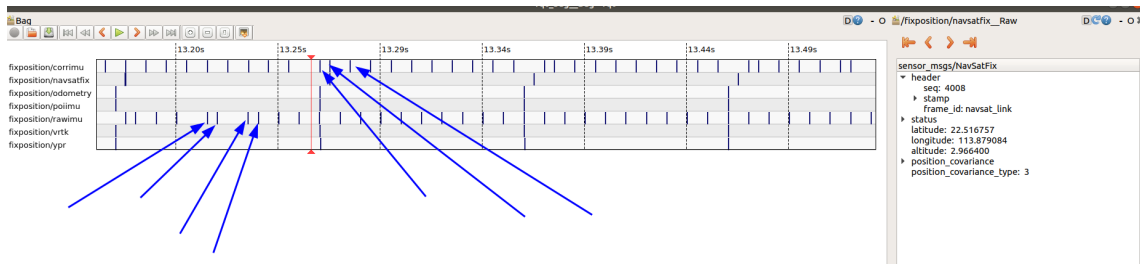 Bag
13.20s 13.25s 13.29s 13.34s 13.39s 13.44s 13.49s
fixposition/corrimu
fixposition/navsatfix
fixposition/odometry
fixposition/poiimu
fixposition/rawimu
fixposition/vrtk
fixposition/ypr
D - O
/fixposition/navsatfix__Raw D - O
sensor_msgs/NavSatFix
header
seq: 4008
stamp
frame_id: navsat_link
status
latitude: 22.516757
longitude: 113.879084
altitude: 2.966400
position_covariance
position_covariance_type: 3